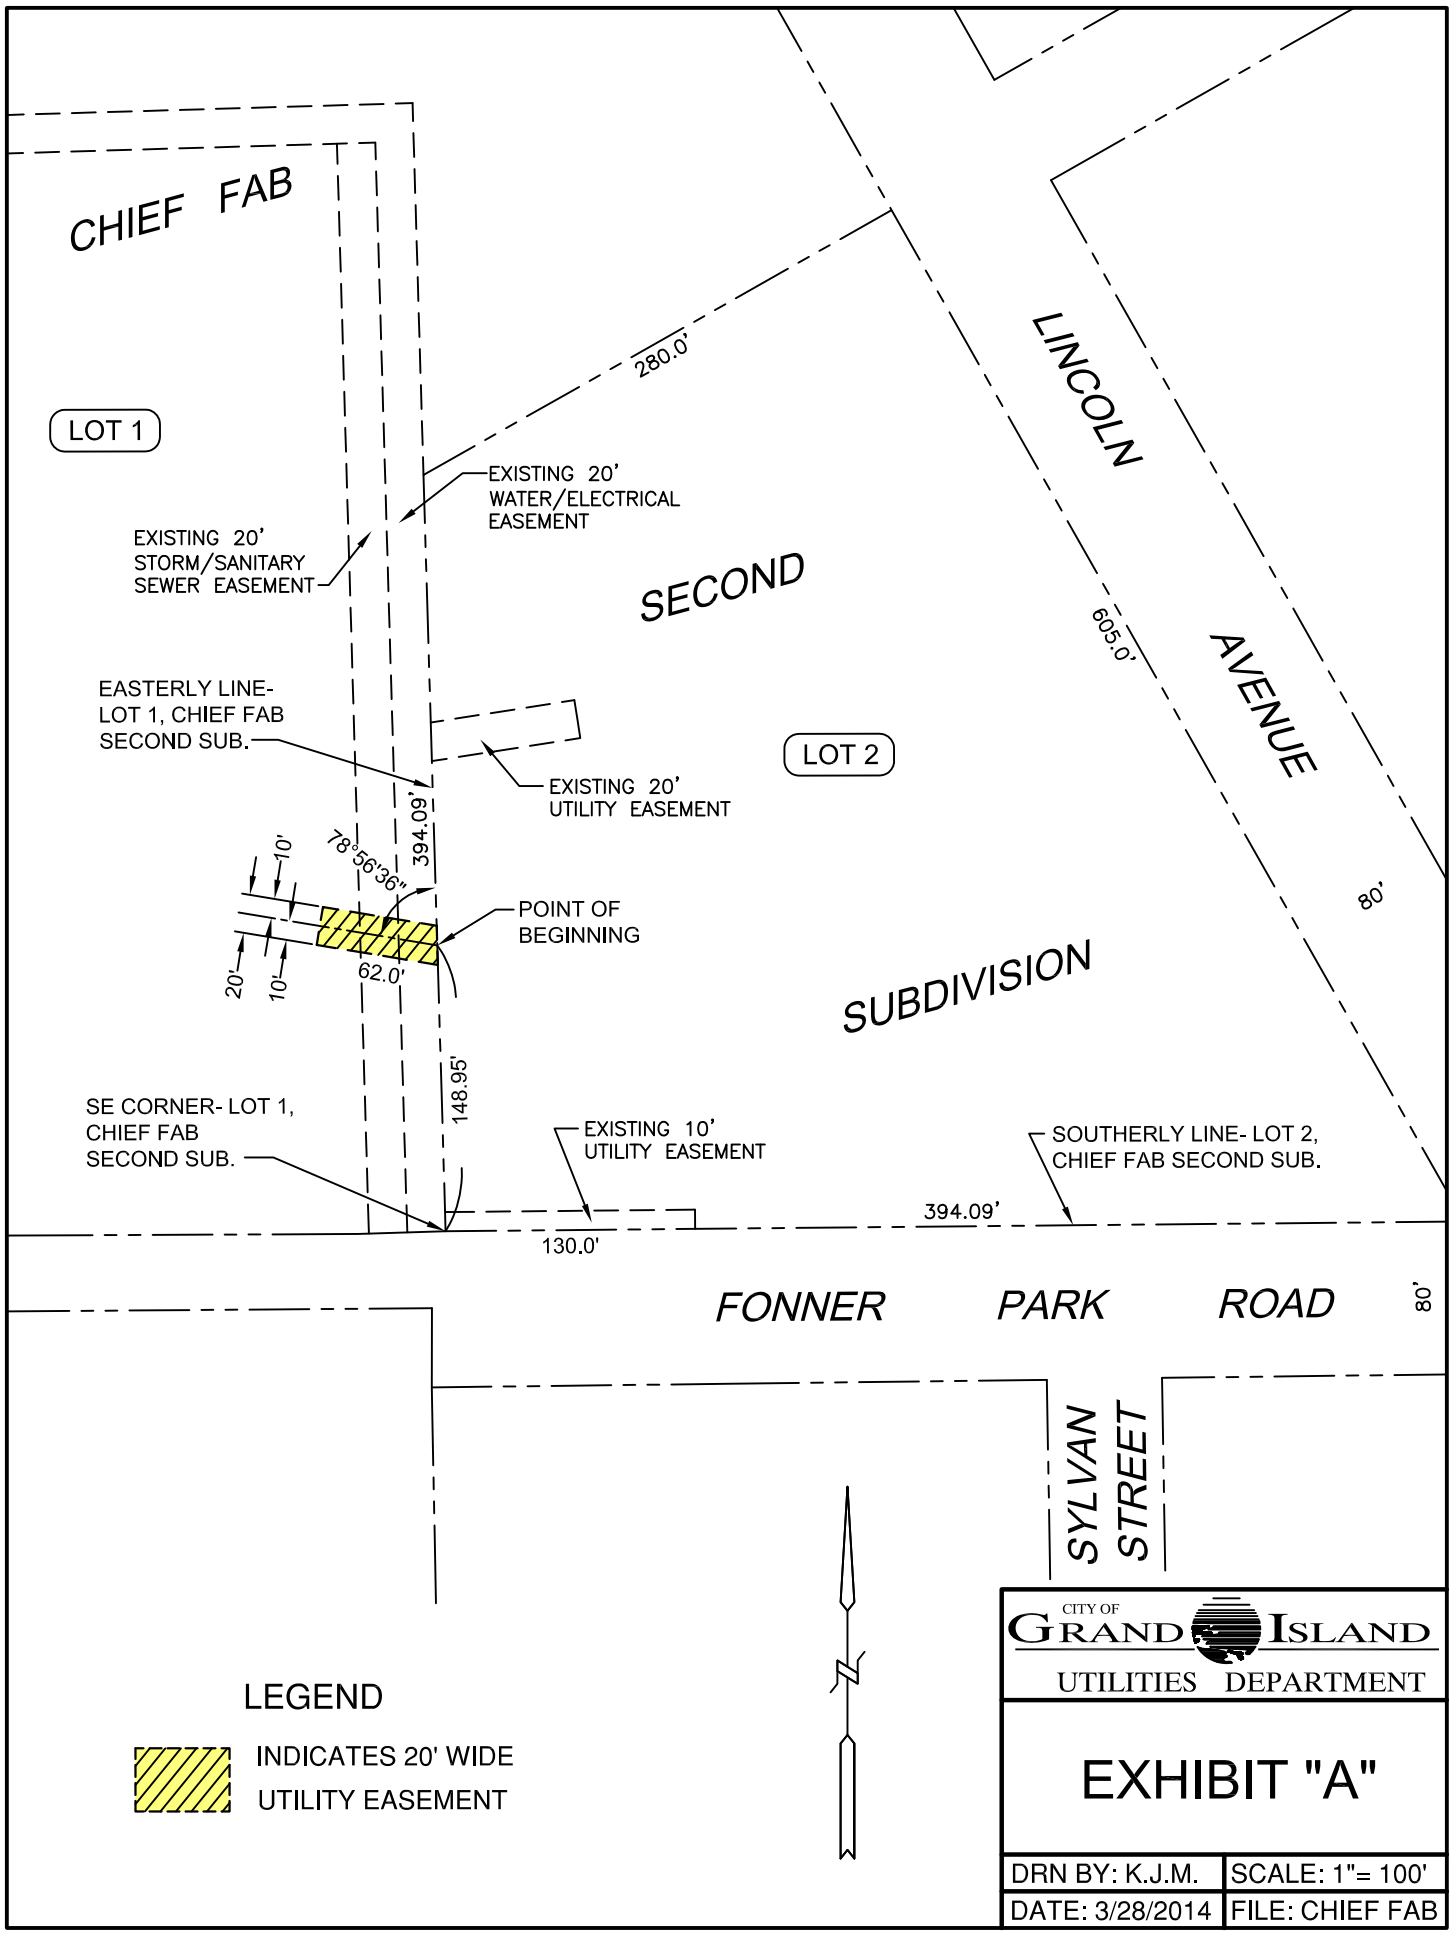 CHIEF FAB
LINCOLN
280.0'
LOT 1
EXISTING 20'
WATER/ELECTRICAL
EASEMENT
EXISTING 20'
STORM/SANITARY
SEWER EASEMENT
SECOND
605.0'
AVENUE
EASTERLY LINE-
LOT 1, CHIEF FAB
SECOND SUB.
LOT 2
EXISTING 20'
UTILITY EASEMENT
394.09'
78°56'36"
10'
80'
POINT OF
BEGINNING
62.0'
20'
10'
SUBDIVISION
148.95'
SE CORNER- LOT 1,
CHIEF FAB
SECOND SUB.
EXISTING 10'
UTILITY EASEMENT
SOUTHERLY LINE- LOT 2,
CHIEF FAB SECOND SUB.
394.09'
130.0'
FONNER PARK ROAD
80'
SYLVAN
STREET
CITY OF
GRAND ISLAND
UTILITIES DEPARTMENT
LEGEND
INDICATES 20' WIDE
UTILITY EASEMENT
EXHIBIT "A"
DRN BY: K.J.M.
SCALE: 1"= 100'
DATE: 3/28/2014
FILE: CHIEF FAB
N